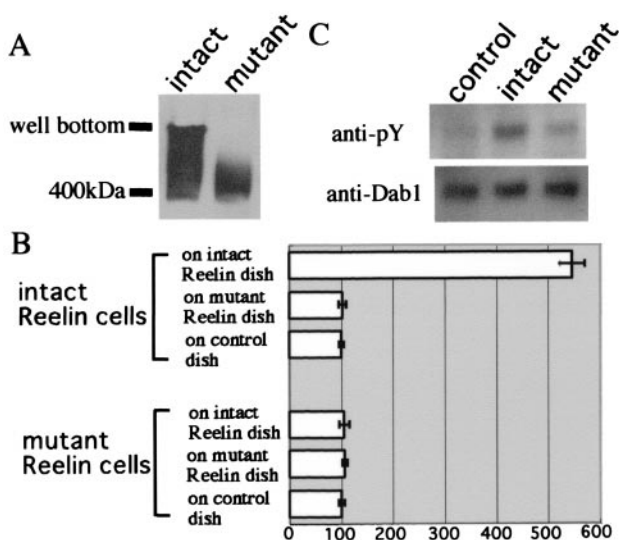 A
intact
mutant
well bottom
400kDa
C
control
intact
mutant
anti-pY
anti-Dab1
B
intact
Reelin cells
on intact
Reelin dish
on mutant
Reelin dish
on control
dish
mutant
Reelin cells
on intact
Reelin dish
on mutant
Reelin dish
on control
dish
0 100 200 300 400 500 600